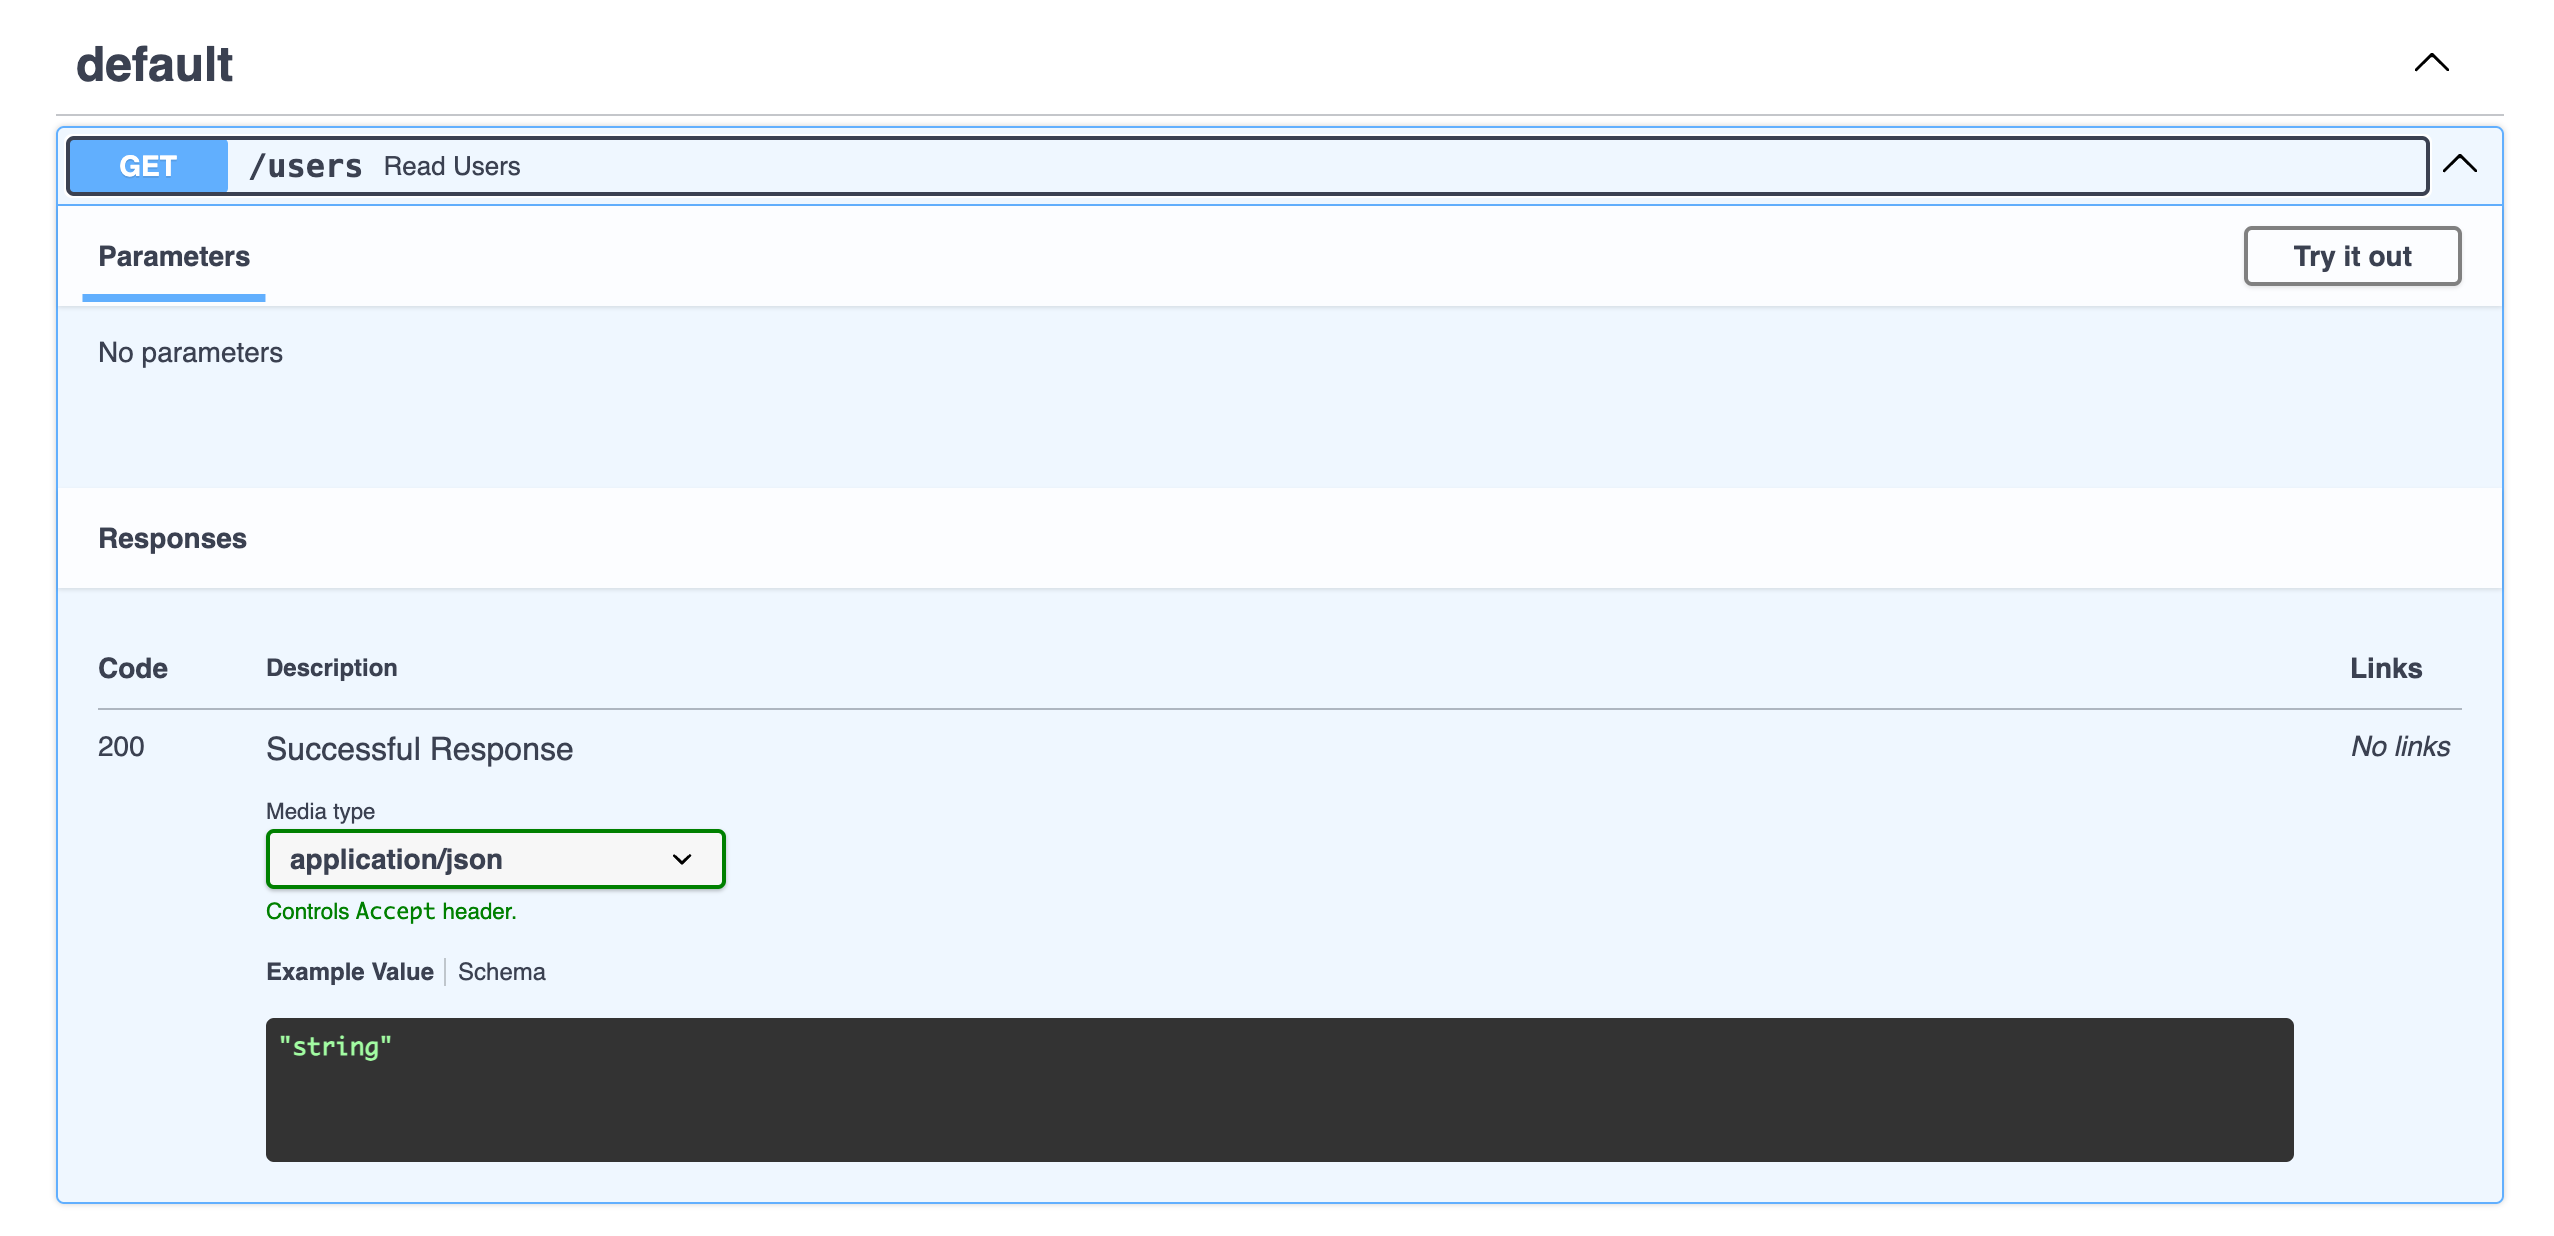 default
GET /users Read Users
Parameters
Try it out
No parameters
Responses
Code Description Links
200 Successful Response No links
Media type
application/json
Controls Accept header.
Example Value Schema
"string"